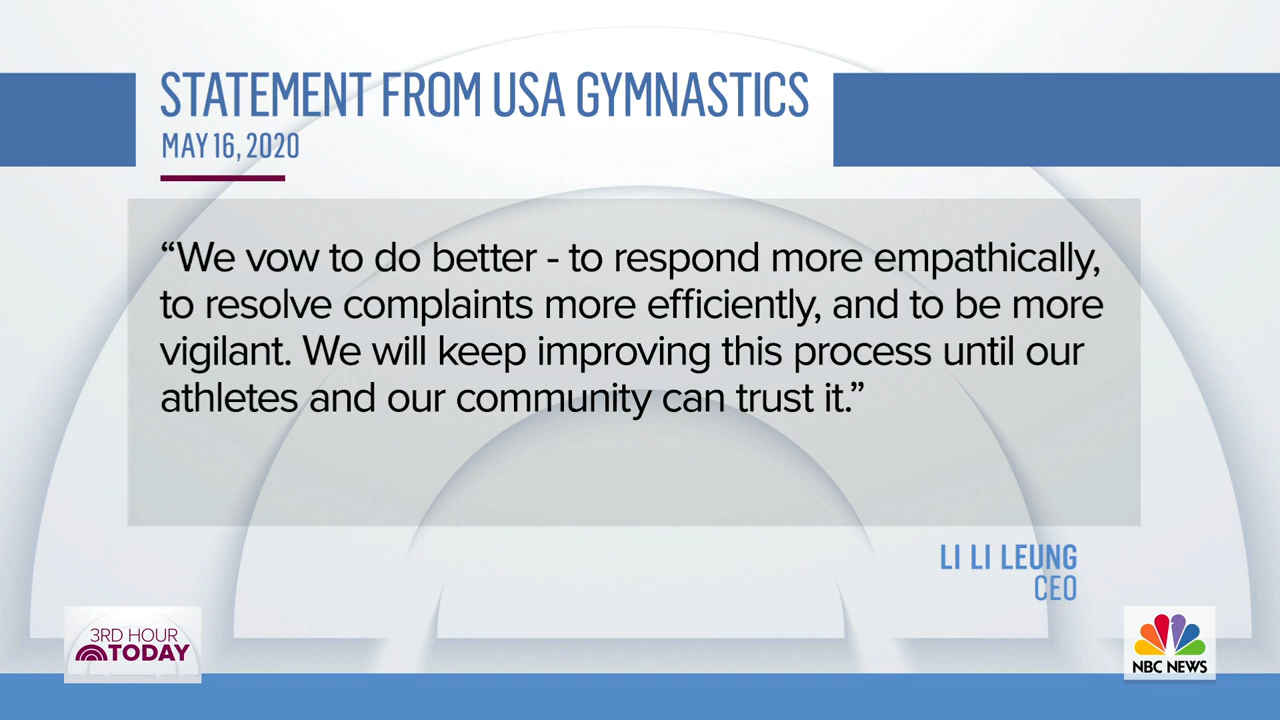 STATEMENT FROM USA GYMNASTICS
MAY 16, 2020
“We vow to do better - to respond more empathically,
to resolve complaints more efficiently, and to be more
vigilant. We will keep improving this process until our
athletes and our community can trust it.”
LI LI LEUNG
CEO
3RD HOUR
TODAY
NBC NEWS